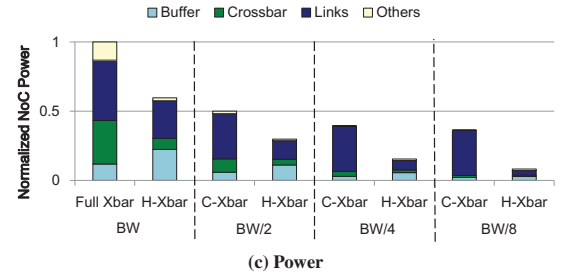 Buffer Crossbar Links Others
Normalized NoC Power
1
0.5
0
Full Xbar H-Xbar C-Xbar H-Xbar C-Xbar H-Xbar C-Xbar H-Xbar
BW BW/2 BW/4 BW/8
(c) Power